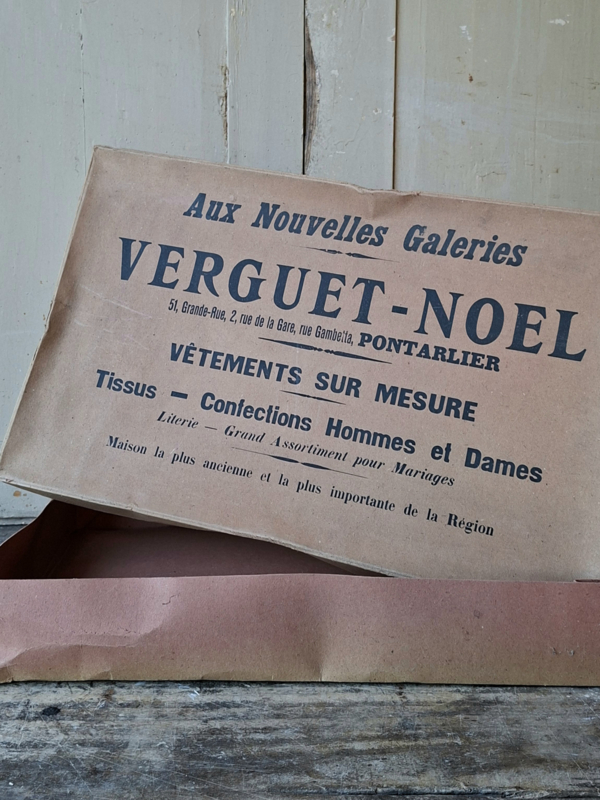 Aux Nouvelles Galeries
VERGUET-NOEL
51, Grande-Rue, 2, rue de la Gare, rue Gambetta, PONTARLIER
VÊTEMENTS SUR MESURE
Tissus — Confections Hommes et Dames
Literie — Grand Assortiment pour Mariages
Maison la plus ancienne et la plus importante de la Région